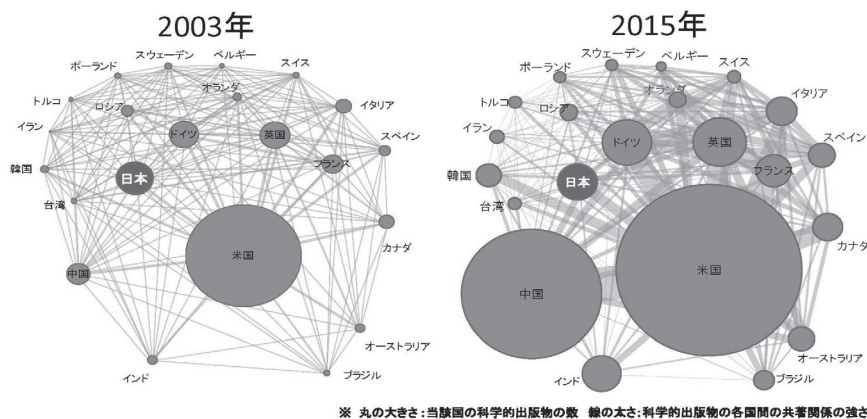 2003年
スウェーデン
ベルギー
ポーランド
スイス
オランダ
トルコ
ロシア
イタリア
イラン
ドイツ
英国
スペイン
韓国
日本
フランス
台湾
カナダ
米国
中国
オーストラリア
インド
ブラジル
2015年
スウェーデン
ベルギー
ポーランド
スイス
オランダ
トルコ
ロシア
イタリア
イラン
ドイツ
英国
スペイン
韓国
日本
フランス
台湾
カナダ
米国
中国
オーストラリア
インド
ブラジル
※ 丸の大きさ:当該国の科学的出版物の数 線の太さ:科学的出版物の各国間の共著関係の強さ